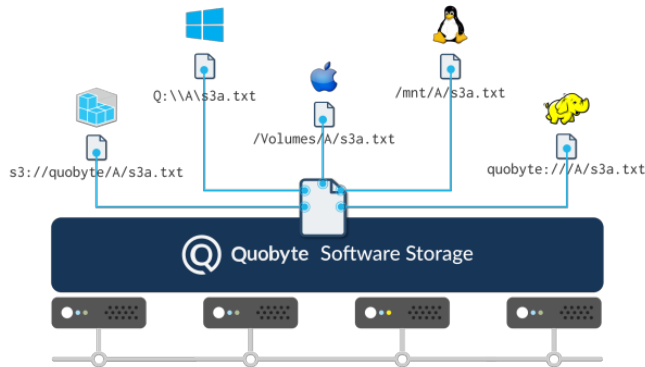 Q:\\A\s3a.txt
/mnt/A/s3a.txt
/Volumes/A/s3a.txt
s3://quobyte/A/s3a.txt
quobyte:///A/s3a.txt
Quobyte Software Storage